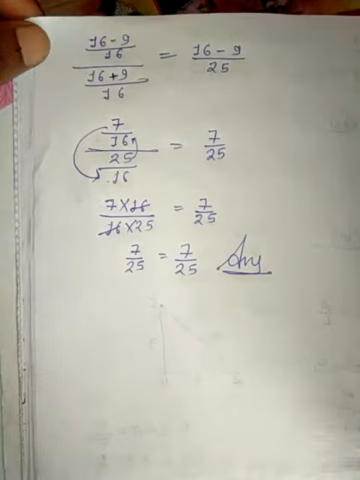 ((16-9)/16)/((16+9)/16) = (16-9)/25
(7/16)/(25/16) = 7/25
(7×16)/(16×25) = 7/25
7/25 = 7/25 Ans